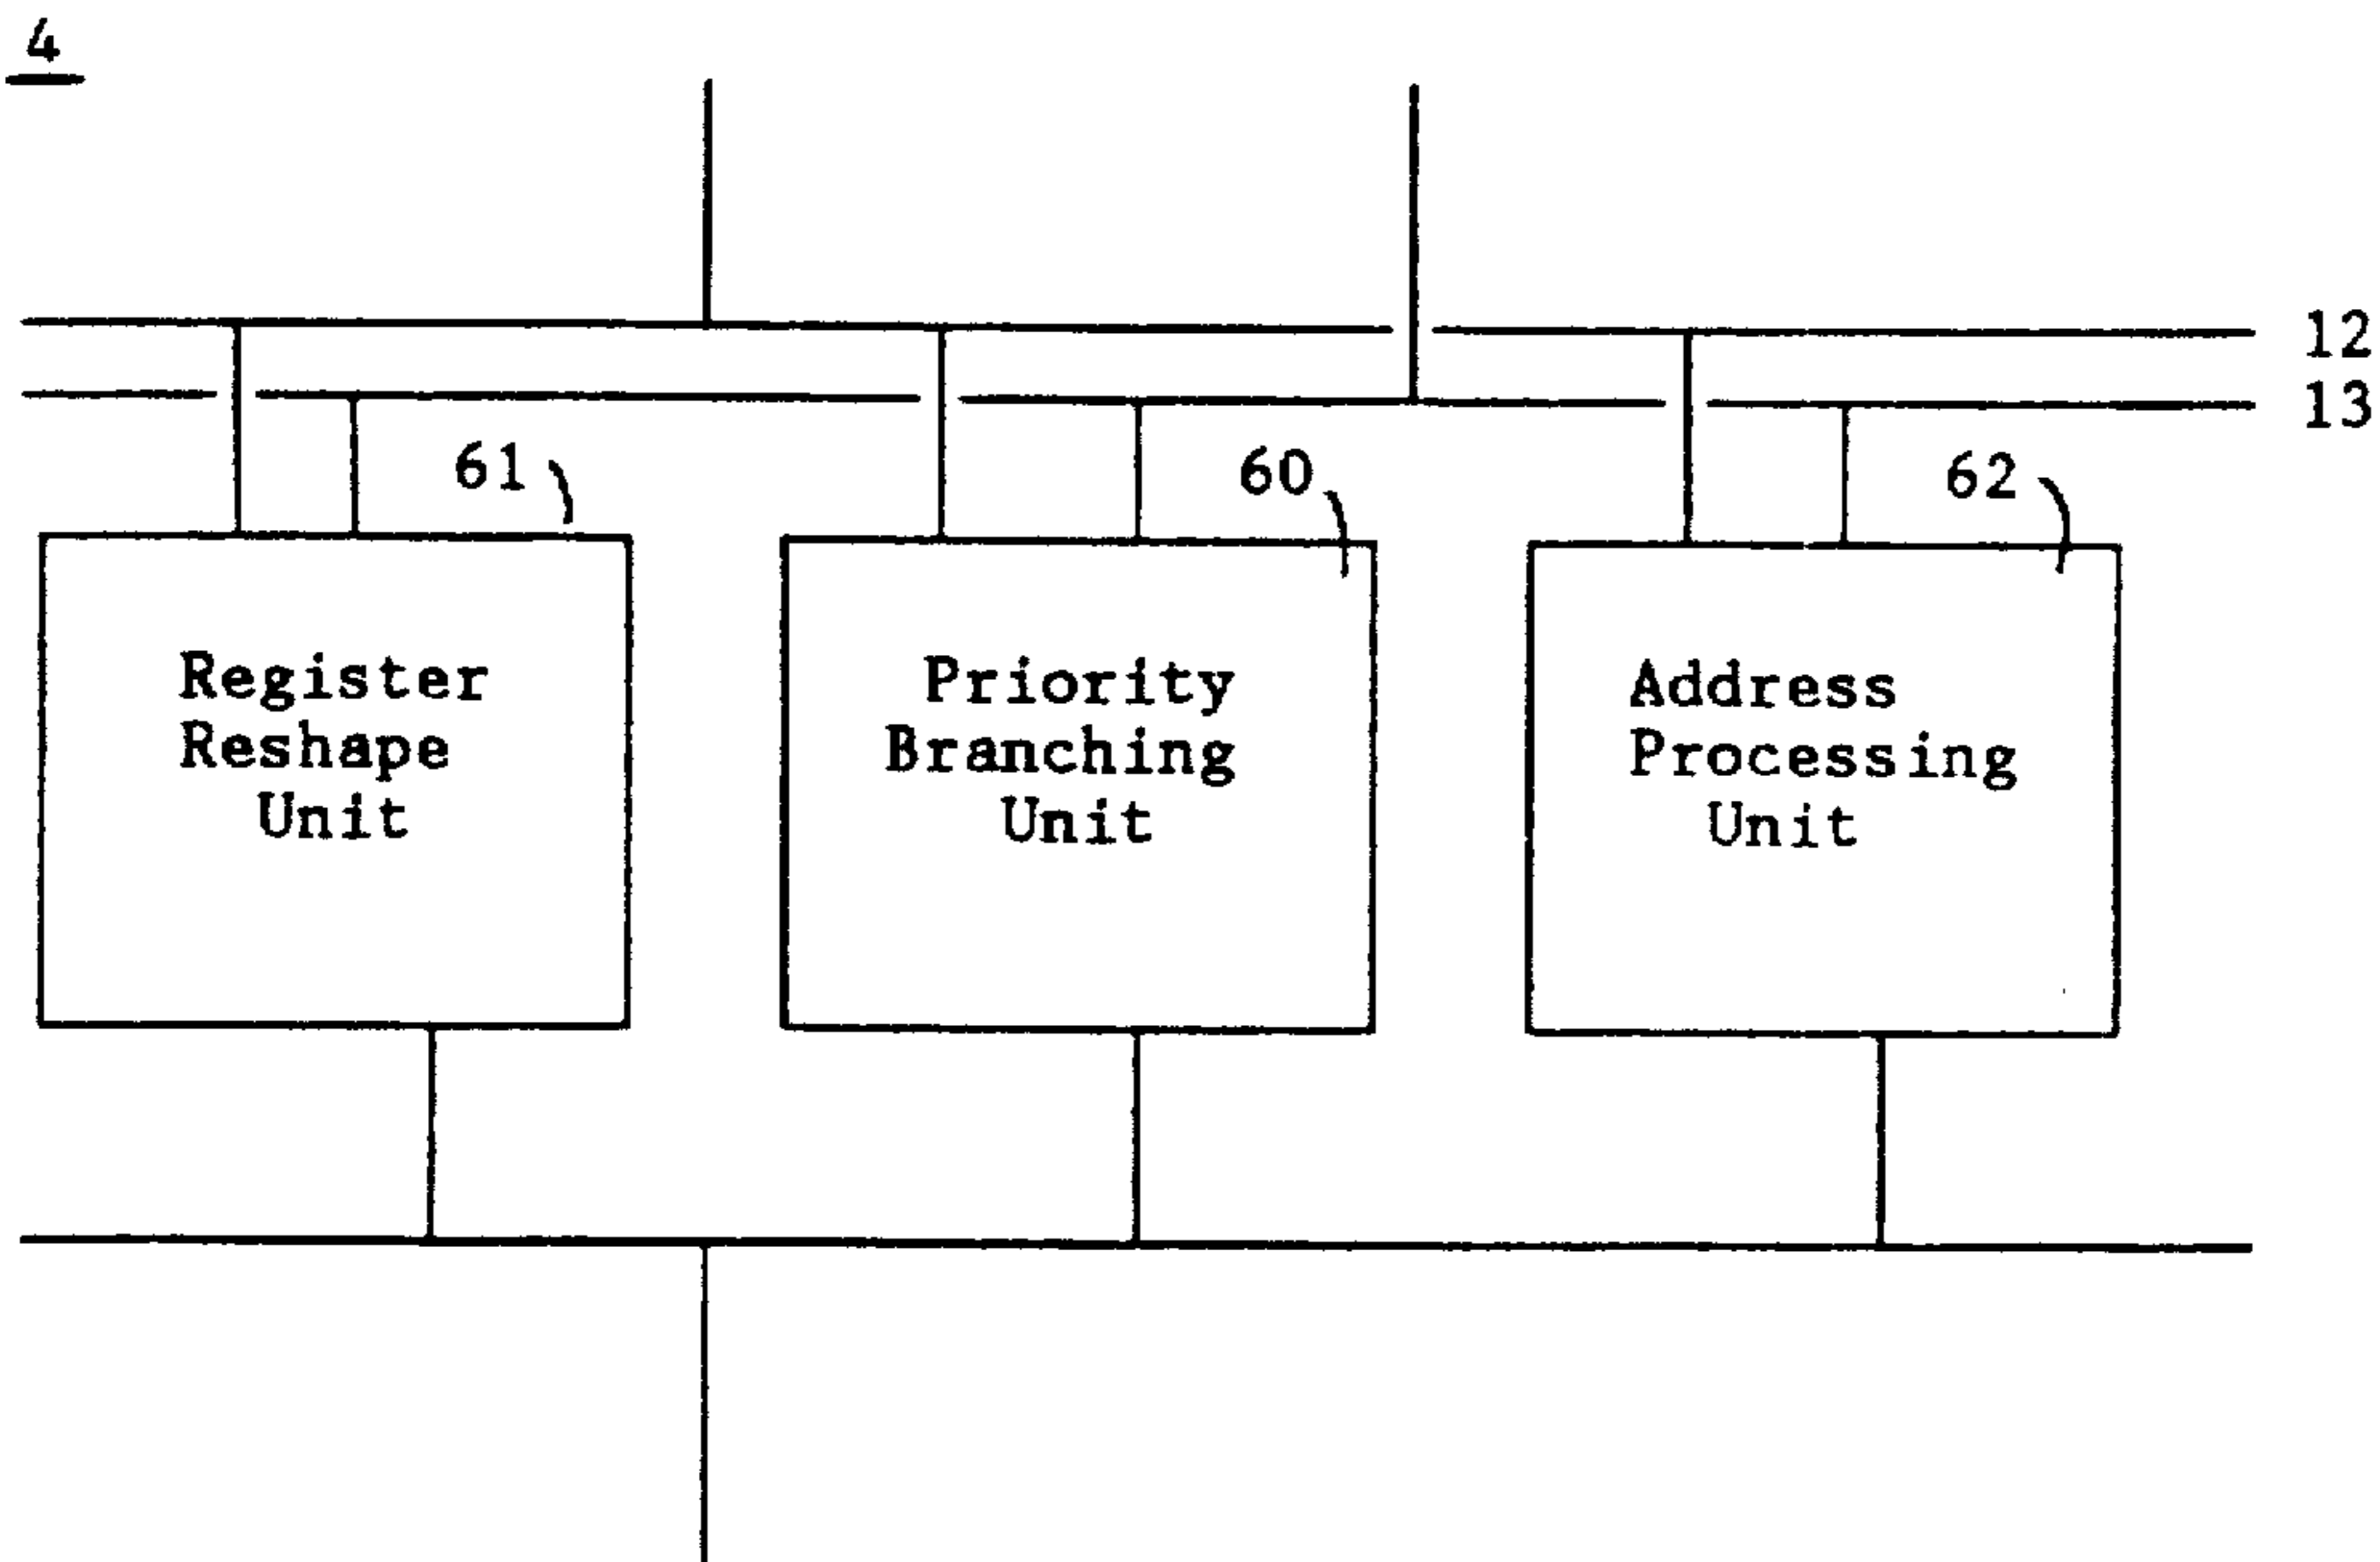 4
12
13
61
60
62
Register
Reshape
Unit
Priority
Branching
Unit
Address
Processing
Unit